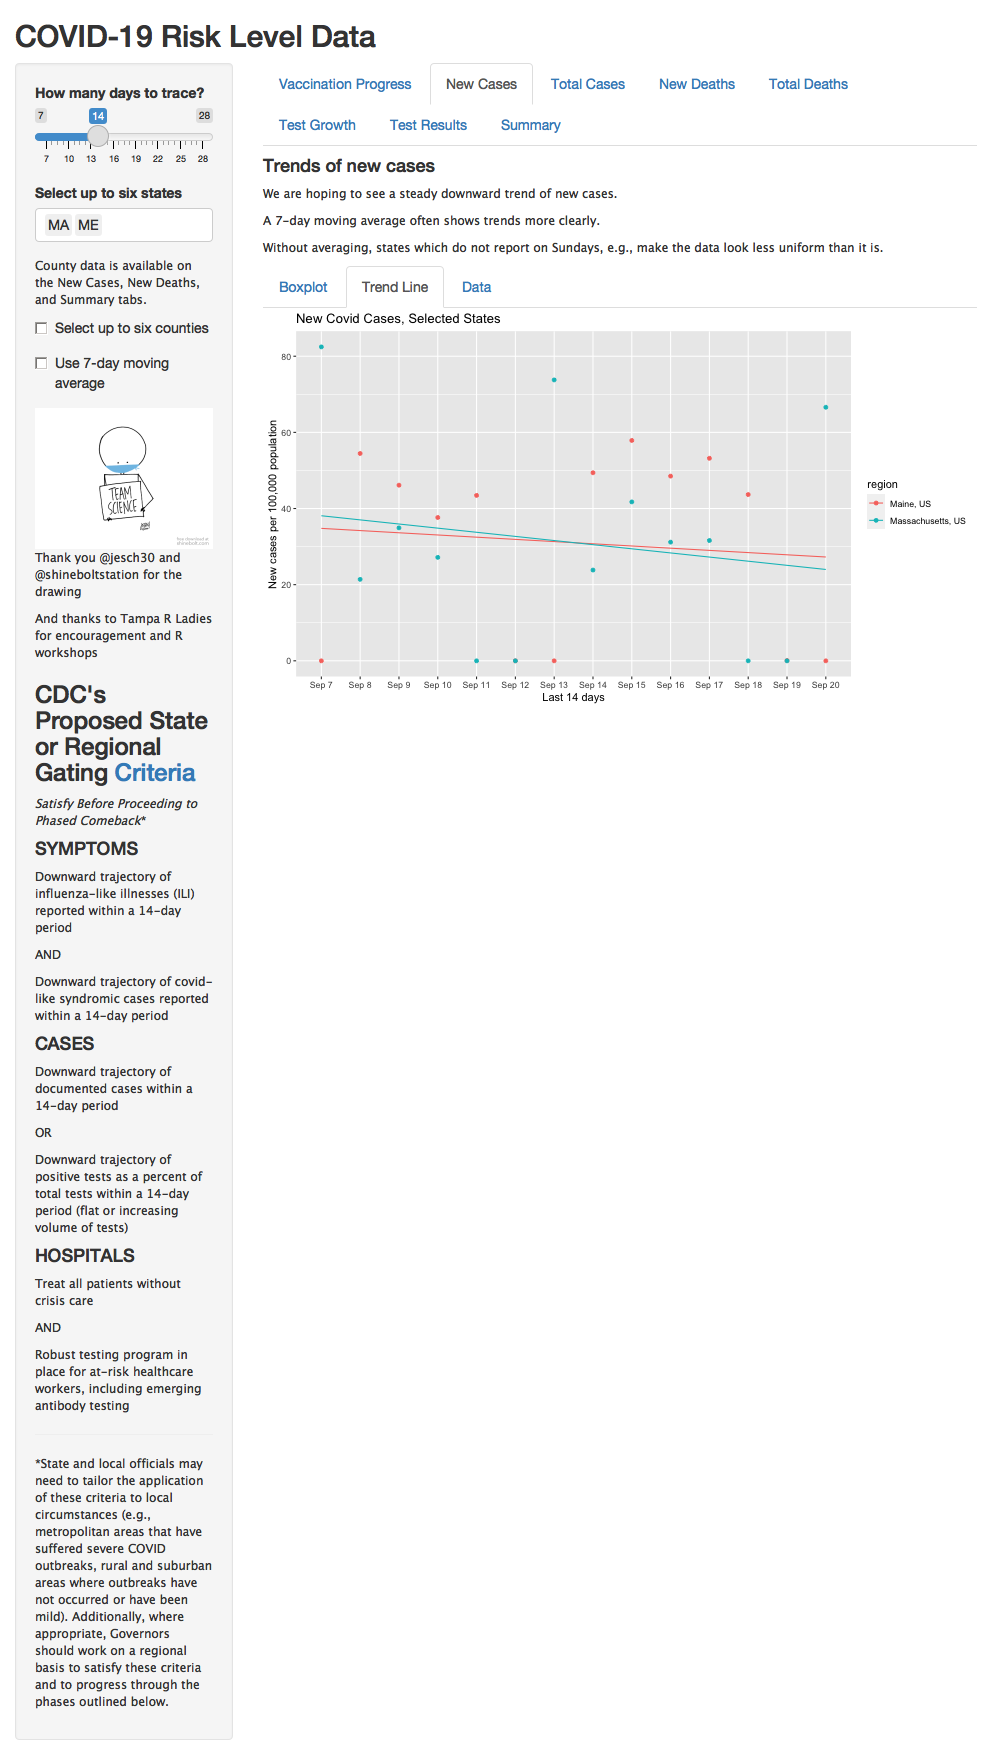 COVID-19 Risk Level Data
How many days to trace?
7 14 28
7 10 13 16 19 22 25 28
Select up to six states
MA ME
County data is available on
the New Cases, New Deaths,
and Summary tabs.
Select up to six counties
Use 7-day moving
average
TEAM
SCIENCE
Thank you @jesch30 and
@shineboltstation for the
drawing
And thanks to Tampa R Ladies
for encouragement and R
workshops
CDC's
Proposed State
or Regional
Gating Criteria
Satisfy Before Proceeding to
Phased Comeback*
SYMPTOMS
Downward trajectory of
influenza-like illnesses (ILI)
reported within a 14-day
period
AND
Downward trajectory of covid-
like syndromic cases reported
within a 14-day period
CASES
Downward trajectory of
documented cases within a
14-day period
OR
Downward trajectory of
positive tests as a percent of
total tests within a 14-day
period (flat or increasing
volume of tests)
HOSPITALS
Treat all patients without
crisis care
AND
Robust testing program in
place for at-risk healthcare
workers, including emerging
antibody testing
*State and local officials may
need to tailor the application
of these criteria to local
circumstances (e.g.,
metropolitan areas that have
suffered severe COVID
outbreaks, rural and suburban
areas where outbreaks have
not occurred or have been
mild). Additionally, where
appropriate, Governors
should work on a regional
basis to satisfy these criteria
and to progress through the
phases outlined below.
Vaccination Progress New Cases Total Cases New Deaths Total Deaths
Test Growth Test Results Summary
Trends of new cases
We are hoping to see a steady downward trend of new cases.
A 7-day moving average often shows trends more clearly.
Without averaging, states which do not report on Sundays, e.g., make the data look less uniform than it is.
Boxplot Trend Line Data
New Covid Cases, Selected States
New cases per 100,000 population
80
60
40
20
0
Sep 7 Sep 8 Sep 9 Sep 10 Sep 11 Sep 12 Sep 13 Sep 14 Sep 15 Sep 16 Sep 17 Sep 18 Sep 19 Sep 20
Last 14 days
region
Maine, US
Massachusetts, US